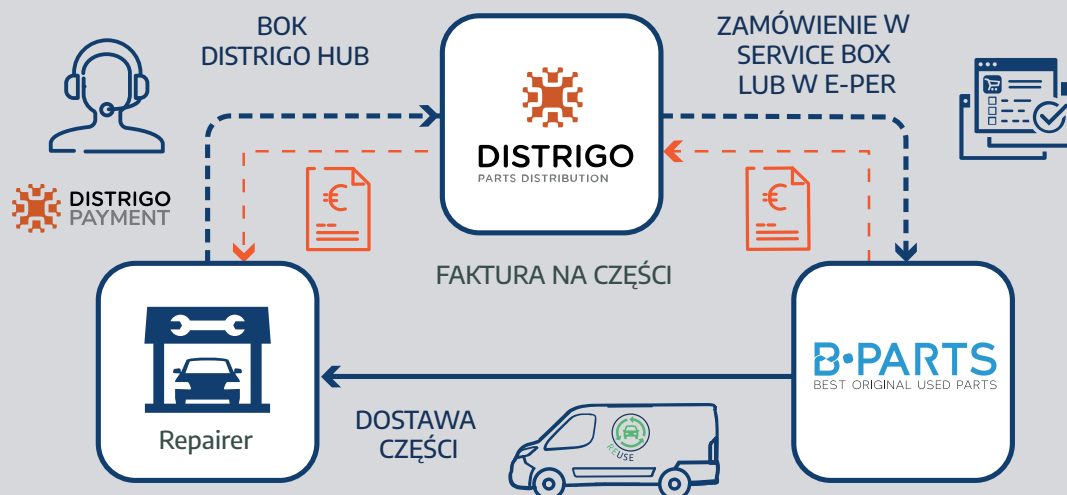 BOK
DISTRIGO HUB
ZAMÓWIENIE W
SERVICE BOX
LUB W E-PER
DISTRIGO
PARTS DISTRIBUTION
DISTRIGO
PAYMENT
€
€
FAKTURA NA CZĘŚCI
Repairer
B•PARTS
BEST ORIGINAL USED PARTS
DOSTAWA
CZĘŚCI
REUSE